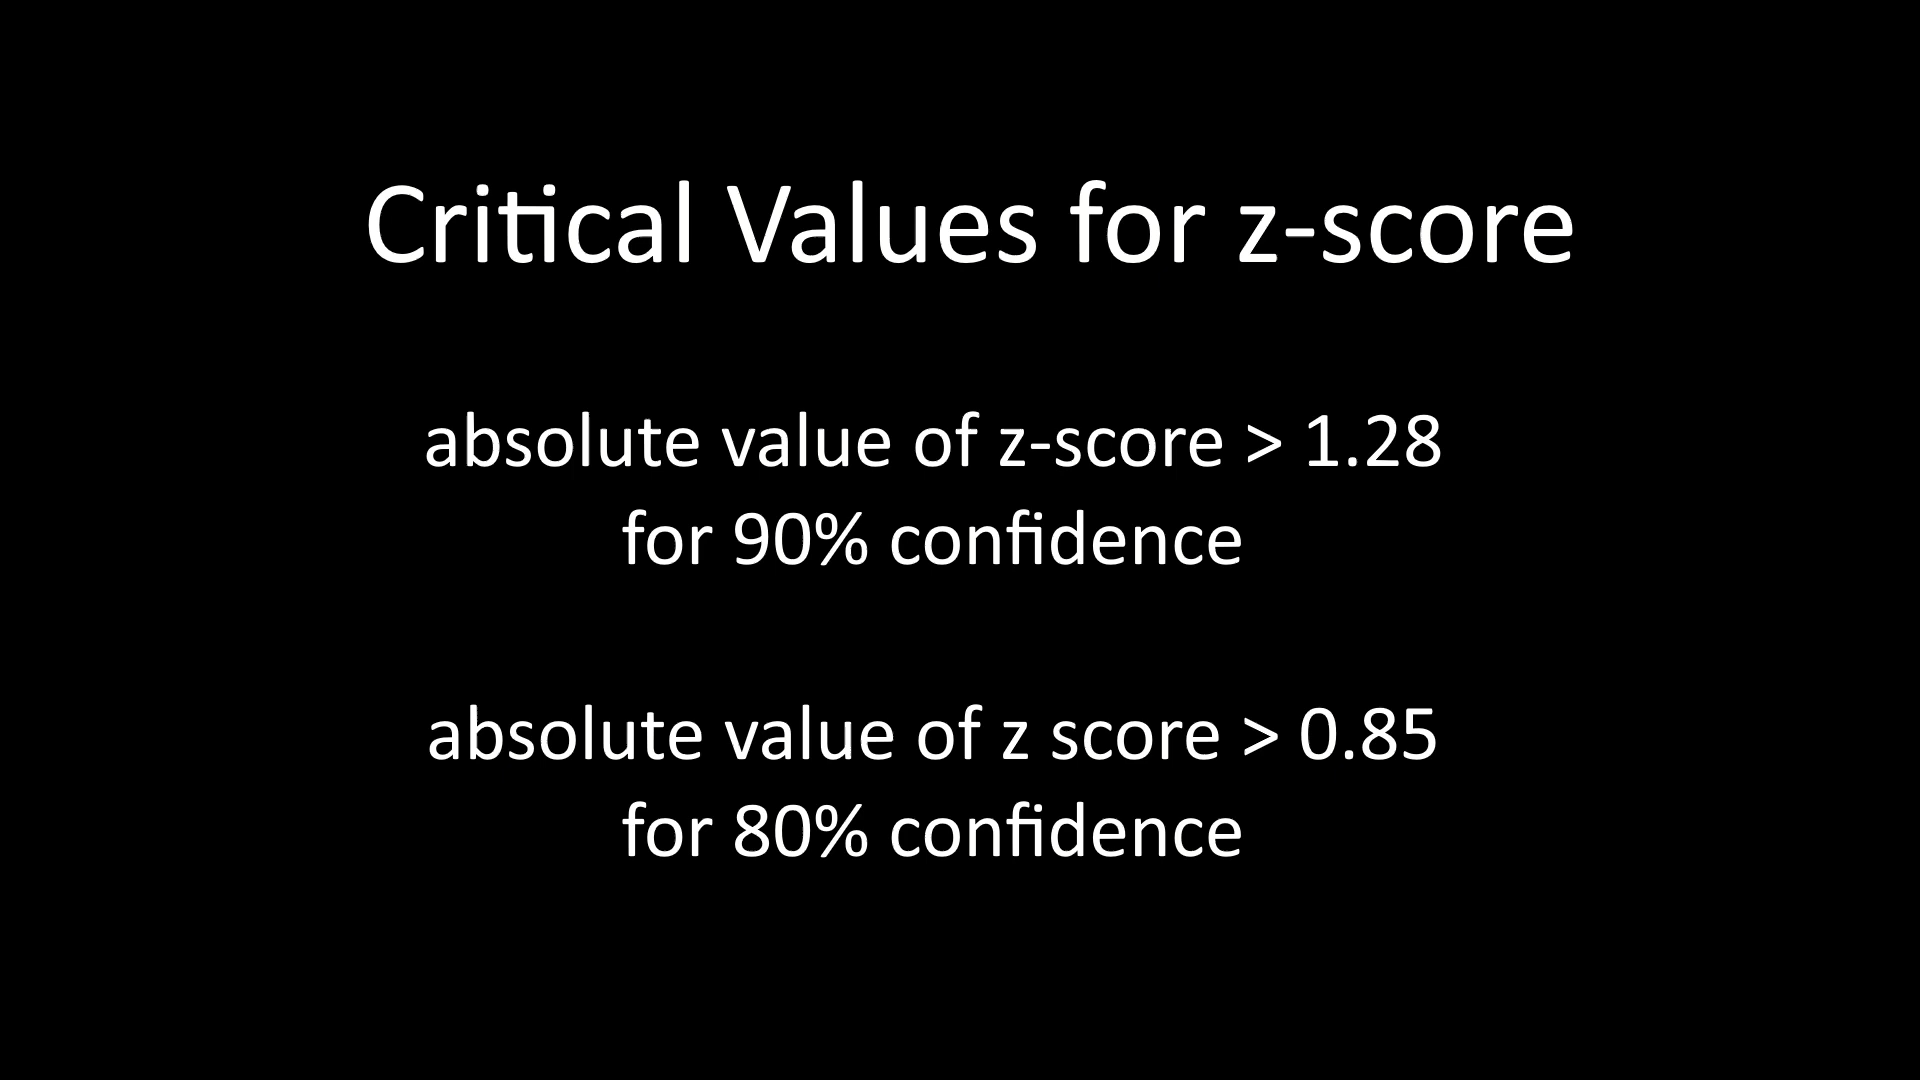 Critical Values for z-score
absolute value of z-score > 1.28
for 90% confidence
absolute value of z score > 0.85
for 80% confidence